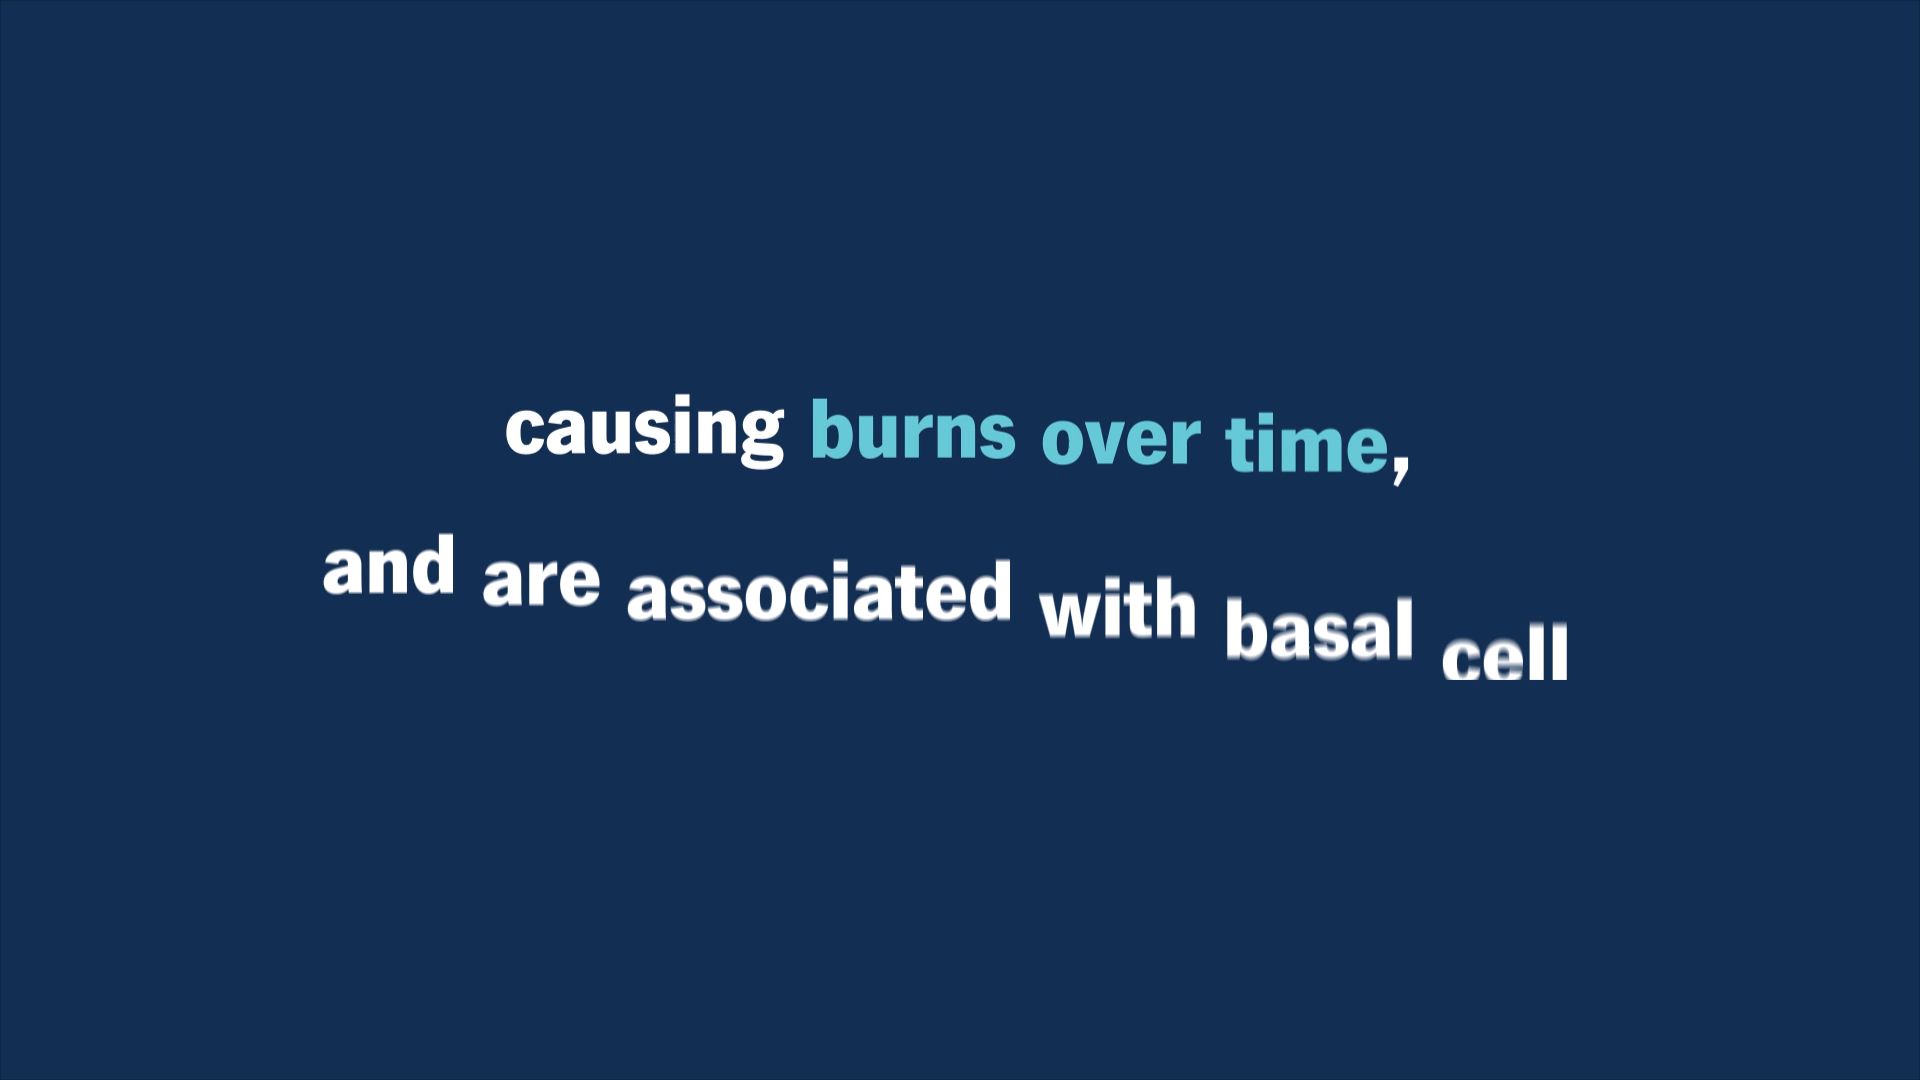 causing burns over time,
and are associated with basal cell